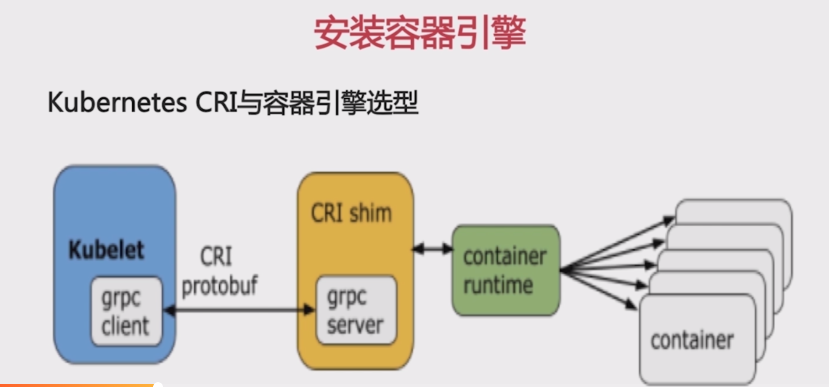 安装容器引擎
Kubernetes CRI与容器引擎选型
Kubelet
grpc
client
CRI
protobuf
CRI shim
grpc
server
container
runtime
container